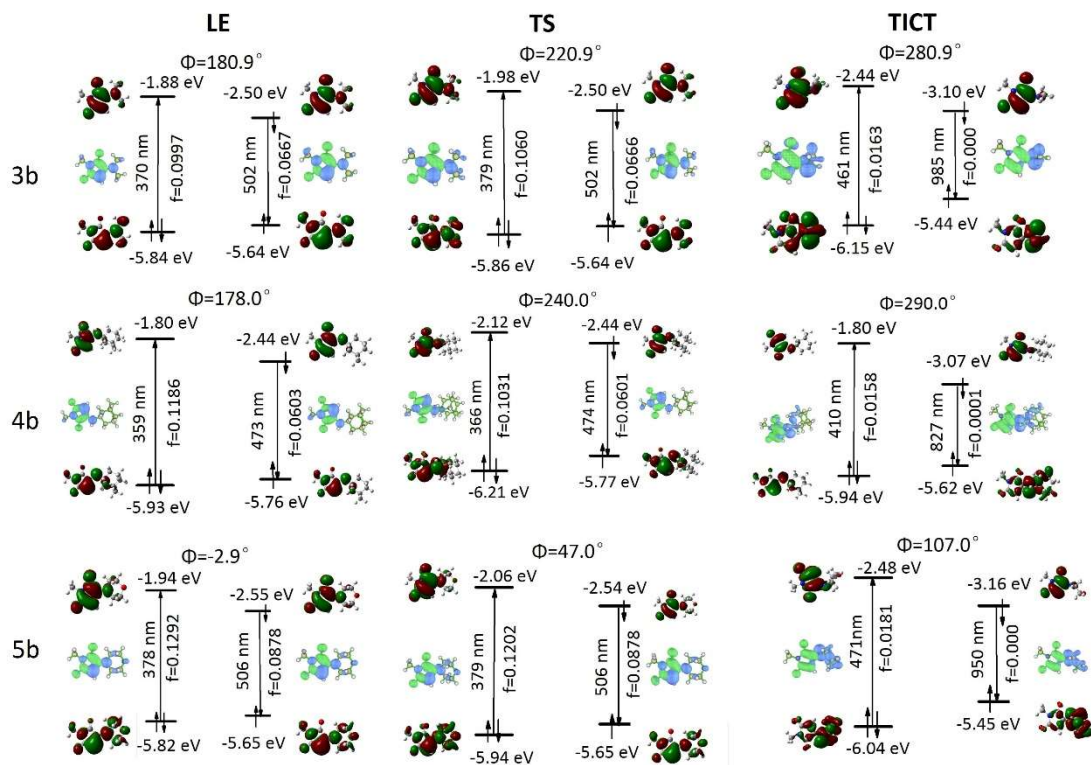 LE TS TICT
3b
Φ=180.9°
-1.88 eV
370 nm
f=0.0997
-5.84 eV
-2.50 eV
502 nm
f=0.0667
-5.64 eV
Φ=220.9°
-1.98 eV
379 nm
f=0.1060
-5.86 eV
-2.50 eV
502 nm
f=0.0666
-5.64 eV
Φ=280.9°
-2.44 eV
461 nm
f=0.0163
-6.15 eV
-3.10 eV
985 nm
f=0.0000
-5.44 eV
4b
Φ=178.0°
-1.80 eV
359 nm
f=0.1186
-5.93 eV
-2.44 eV
473 nm
f=0.0603
-5.76 eV
Φ=240.0°
-2.12 eV
366 nm
f=0.1031
-6.21 eV
-2.44 eV
474 nm
f=0.0601
-5.77 eV
Φ=290.0°
-1.80 eV
410 nm
f=0.0158
-5.94 eV
-3.07 eV
827 nm
f=0.0001
-5.62 eV
5b
Φ=-2.9°
-1.94 eV
378 nm
f=0.1292
-5.82 eV
-2.55 eV
506 nm
f=0.0878
-5.65 eV
Φ=47.0°
-2.06 eV
379 nm
f=0.1202
-5.94 eV
-2.54 eV
506 nm
f=0.0878
-5.65 eV
Φ=107.0°
-2.48 eV
471nm
f=0.0181
-6.04 eV
-3.16 eV
950 nm
f=0.000
-5.45 eV